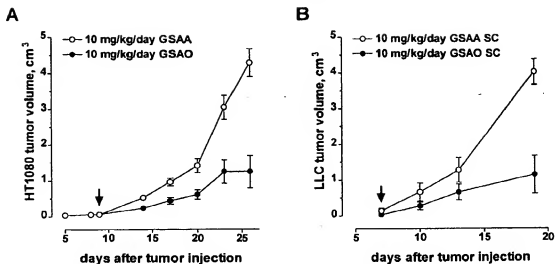 A
10 mg/kg/day GSAA
10 mg/kg/day GSAO
HT1080 tumor volume, cm3
5
4
3
2
1
0
5 10 15 20 25
days after tumor injection
B
10 mg/kg/day GSAA SC
10 mg/kg/day GSAO SC
LLC tumor volume, cm3
5
4
3
2
1
0
5 10 15 20
days after tumor injection